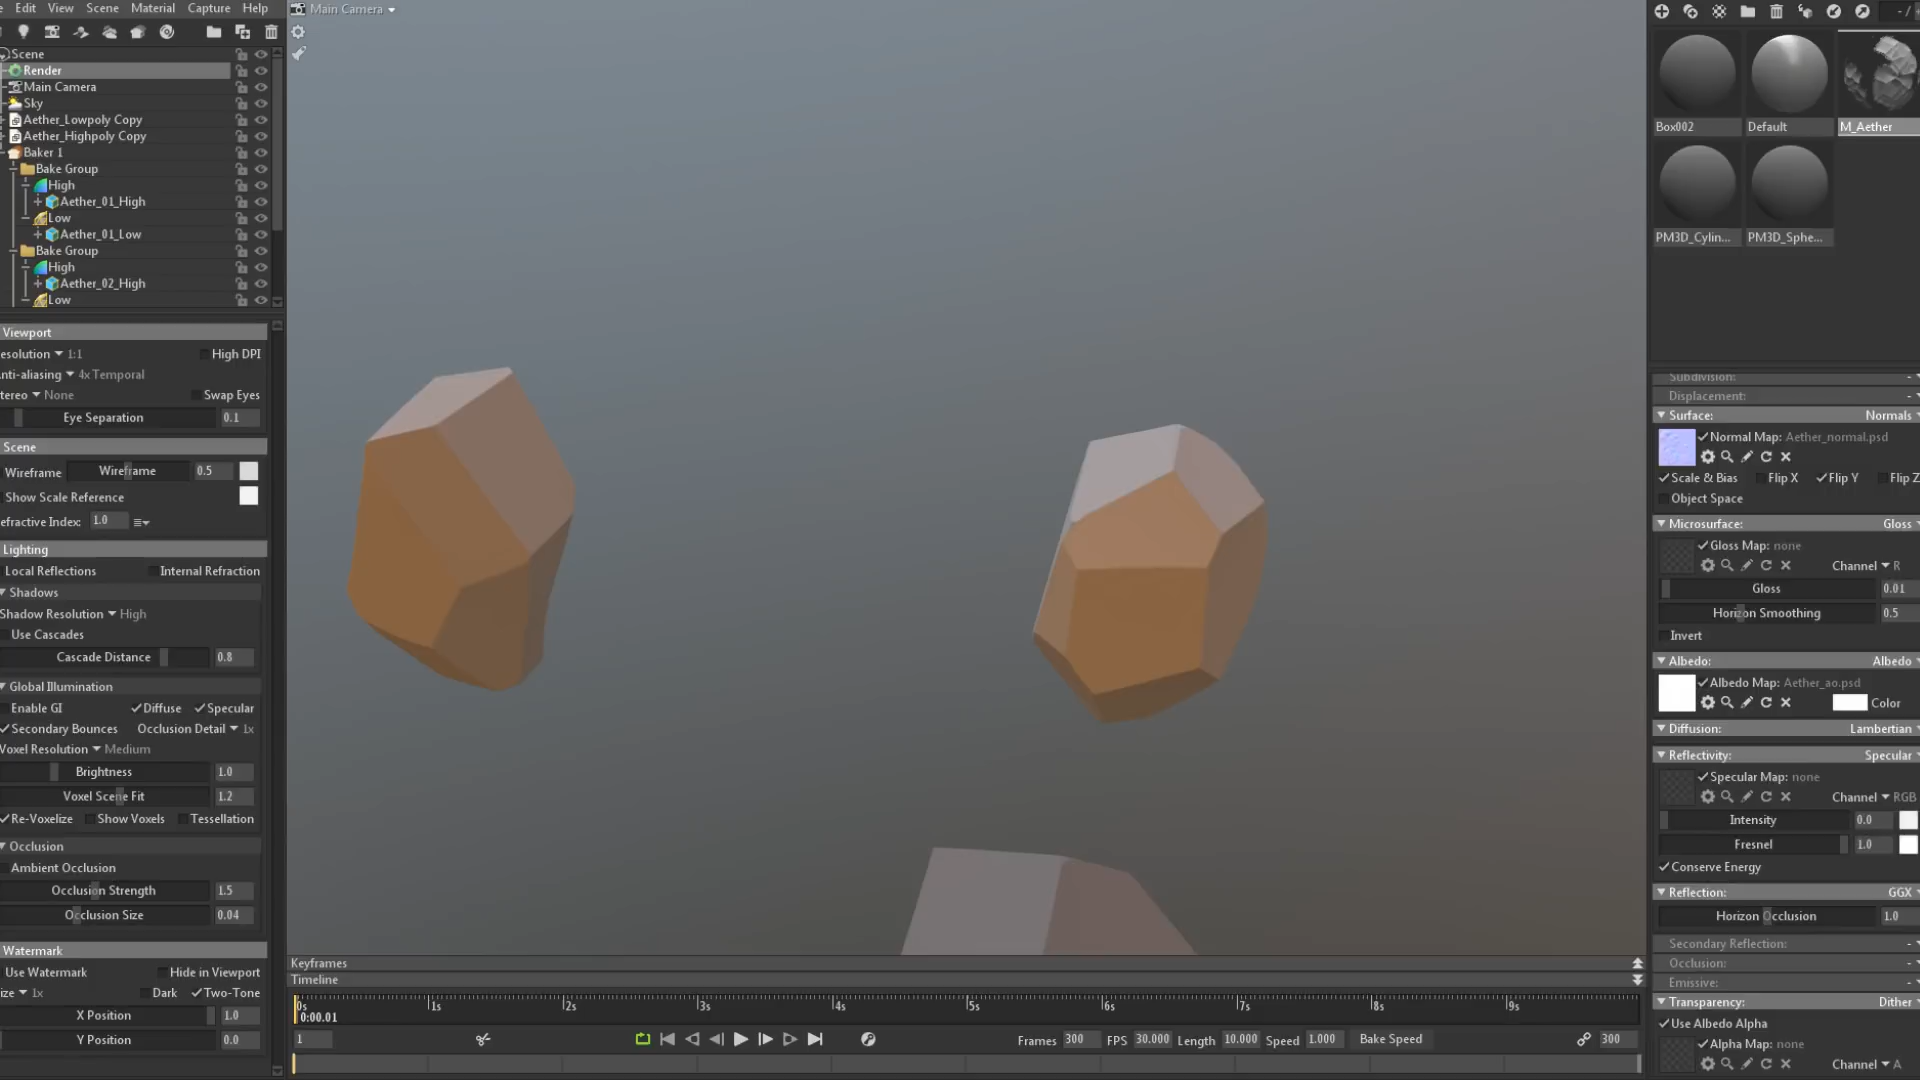 Edit View Scene Material Capture Help
Scene
Render
Main Camera
Sky
Aether_Lowpoly Copy
Aether_Highpoly Copy
Baker 1
Bake Group
High
Aether_01_High
Low
Aether_01_Low
Bake Group
High
Aether_02_High
Low
Viewport
esolution 1:1 High DPI
nti-aliasing 4x Temporal
tereo None Swap Eyes
Eye Separation 0.1
Scene
Wireframe Wireframe 0.5
Show Scale Reference
efractive Index: 1.0
Lighting
Local Reflections Internal Refraction
Shadows
Shadow Resolution High
Use Cascades
Cascade Distance 0.8
Global Illumination
Enable GI Diffuse Specular
Secondary Bounces Occlusion Detail 1x
Voxel Resolution Medium
Brightness 1.0
Voxel Scene Fit 1.2
Re-Voxelize Show Voxels Tessellation
Occlusion
Ambient Occlusion
Occlusion Strength 1.5
Occlusion Size 0.04
Watermark
Use Watermark Hide in Viewport
ize 1x Dark Two-Tone
X Position 1.0
Y Position 0.0
Main Camera
Keyframes
Timeline
0s 1s 2s 3s 4s 5s 6s 7s 8s 9s
0:00.01
1 Frames 300 FPS 30.000 Length 10.000 Speed 1.000 Bake Speed 300
Box002 Default M_Aether
PM3D_Cylin... PM3D_Sphe...
Subdivision:
Displacement:
Surface: Normals
Normal Map: Aether_normal.psd
Scale & Bias Flip X Flip Y Flip Z
Object Space
Microsurface: Gloss
Gloss Map: none
Channel R
Gloss 0.01
Horizon Smoothing 0.5
Invert
Albedo: Albedo
Albedo Map: Aether_ao.psd
Color
Diffusion: Lambertian
Reflectivity: Specular
Specular Map: none
Channel RGB
Intensity 0.0
Fresnel 1.0
Conserve Energy
Reflection: GGX
Horizon Occlusion 1.0
Secondary Reflection:
Occlusion:
Emissive:
Transparency: Dither
Use Albedo Alpha
Alpha Map: none
Channel A